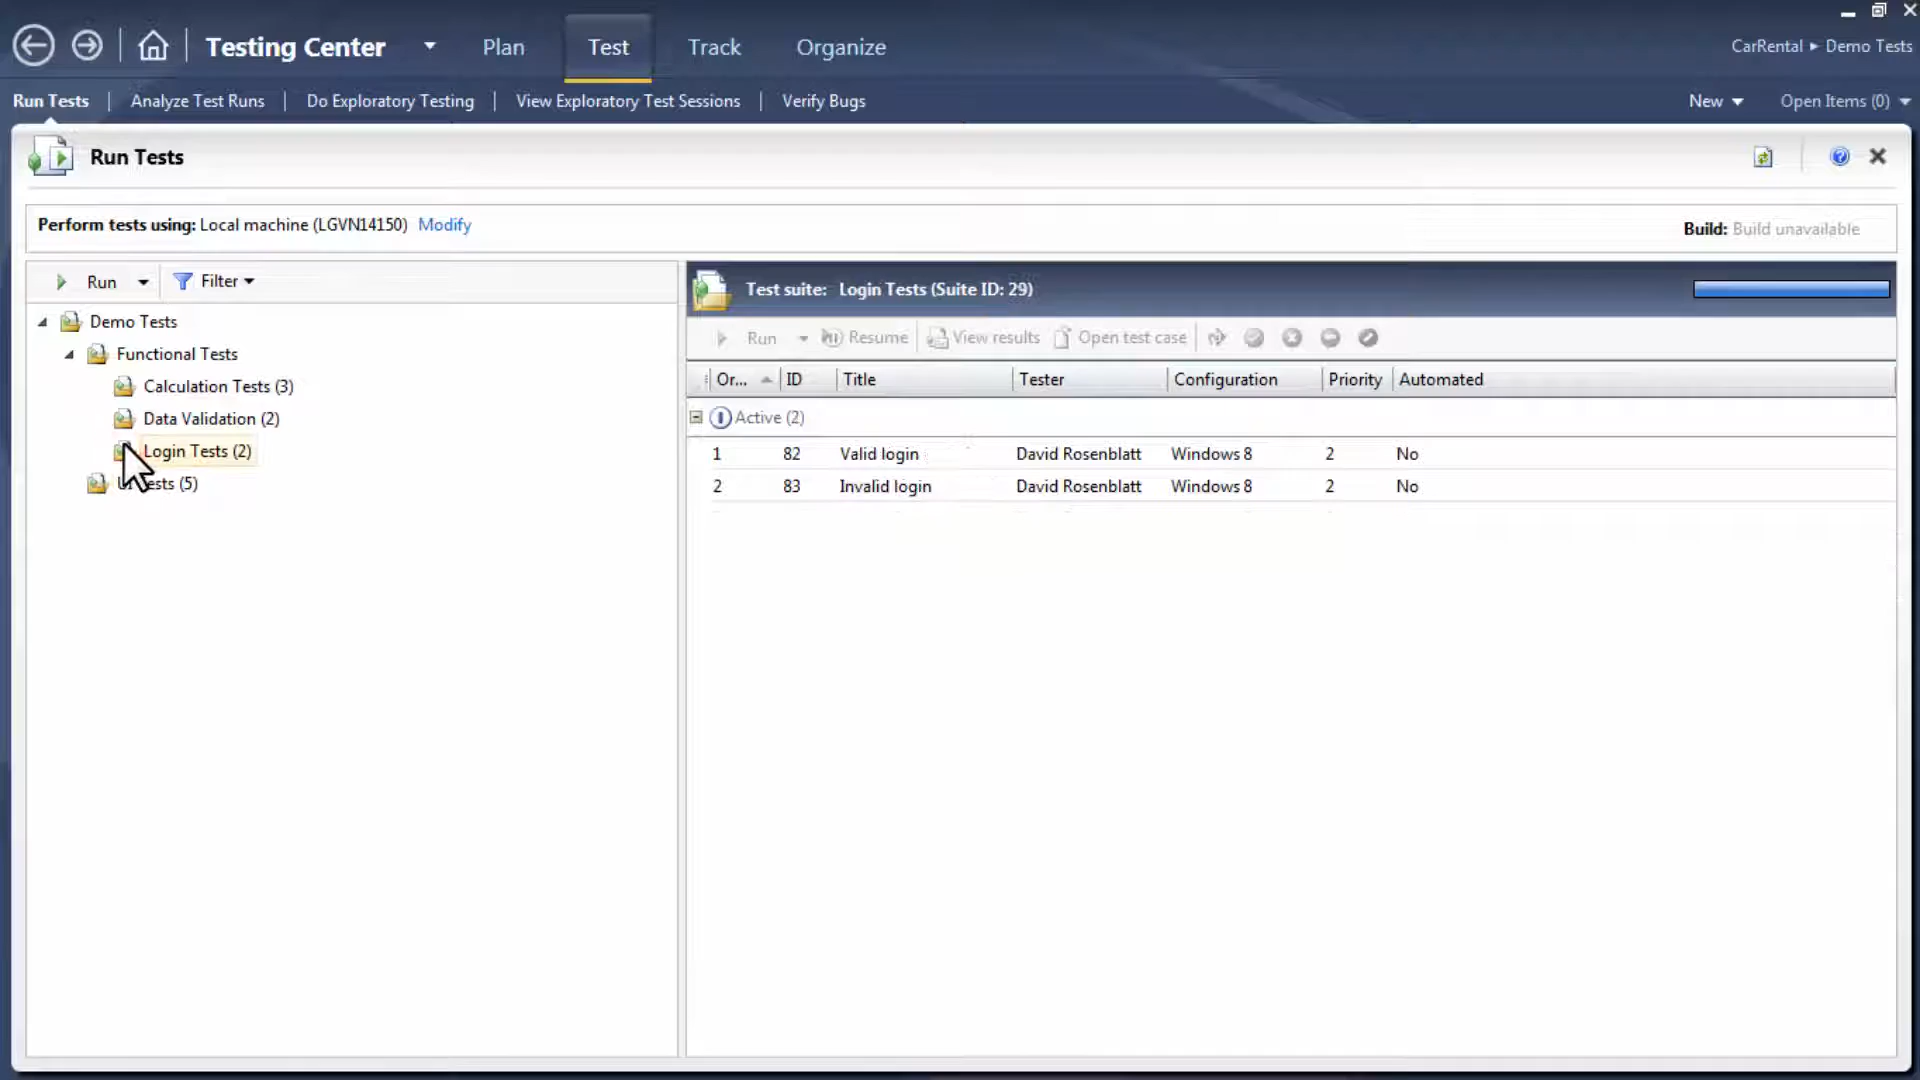 Testing Center Plan Test Track Organize CarRental ▸ Demo Tests
Run Tests | Analyze Test Runs | Do Exploratory Testing | View Exploratory Test Sessions | Verify Bugs New Open Items (0)
Run Tests
Perform tests using: Local machine (LGVN14150) Modify Build: Build unavailable
Run Filter
Test suite: Login Tests (Suite ID: 29)
Demo Tests
Functional Tests
Calculation Tests (3)
Data Validation (2)
Login Tests (2)
(5)
Run Resume View results Open test case
Or... ID Title Tester Configuration Priority Automated
Active (2)
1 82 Valid login David Rosenblatt Windows 8 2 No
2 83 Invalid login David Rosenblatt Windows 8 2 No